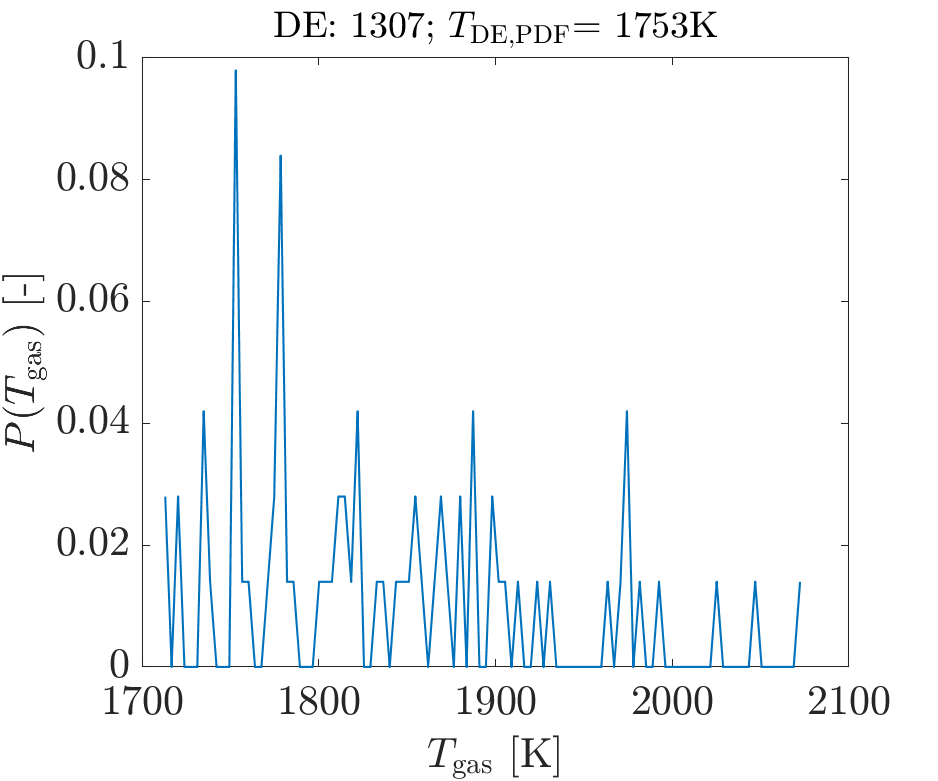 DE: 1307; T_DE,PDF= 1753K
0.1
0.08
0.06
0.04
0.02
0
P(T_gas) [-]
1700 1800 1900 2000 2100
T_gas [K]